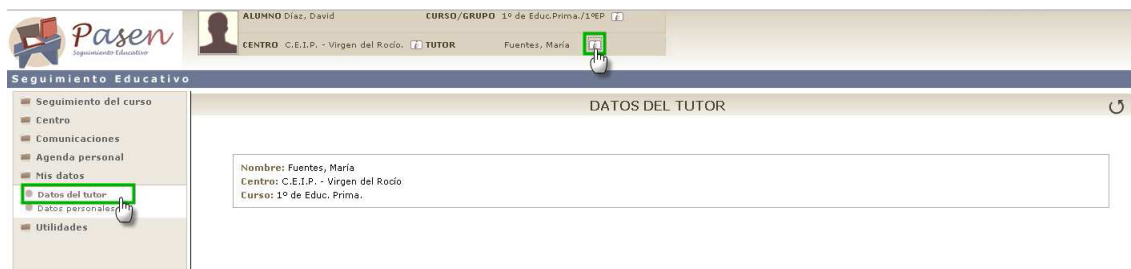 Pasen
Seguimiento Educativo
ALUMNO Díaz, David CURSO/GRUPO 1º de Educ.Prima./1ºEP i
CENTRO C.E.I.P. - Virgen del Rocío. i TUTOR Fuentes, María i
Seguimiento Educativo
Seguimiento del curso
Centro
Comunicaciones
Agenda personal
Mis datos
Datos del tutor
Datos personales
Utilidades
DATOS DEL TUTOR
Nombre: Fuentes, María
Centro: C.E.I.P. - Virgen del Rocío
Curso: 1º de Educ. Prima.